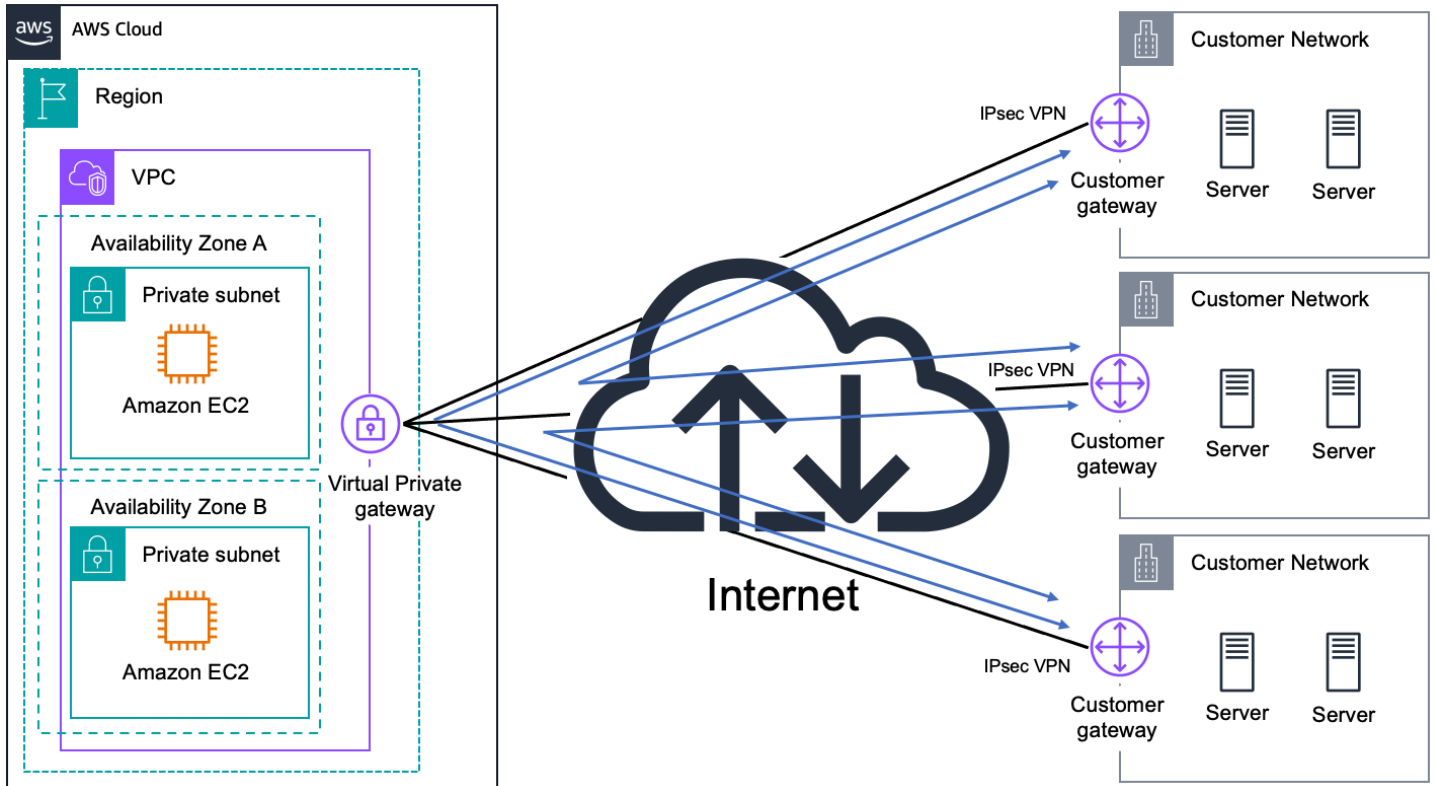 aws
AWS Cloud
Region
VPC
Availability Zone A
Private subnet
Amazon EC2
Availability Zone B
Private subnet
Amazon EC2
Virtual Private
gateway
Internet
IPsec VPN
Customer
gateway
Customer Network
Server
Server
IPsec VPN
Customer
gateway
Customer Network
Server
Server
IPsec VPN
Customer
gateway
Customer Network
Server
Server